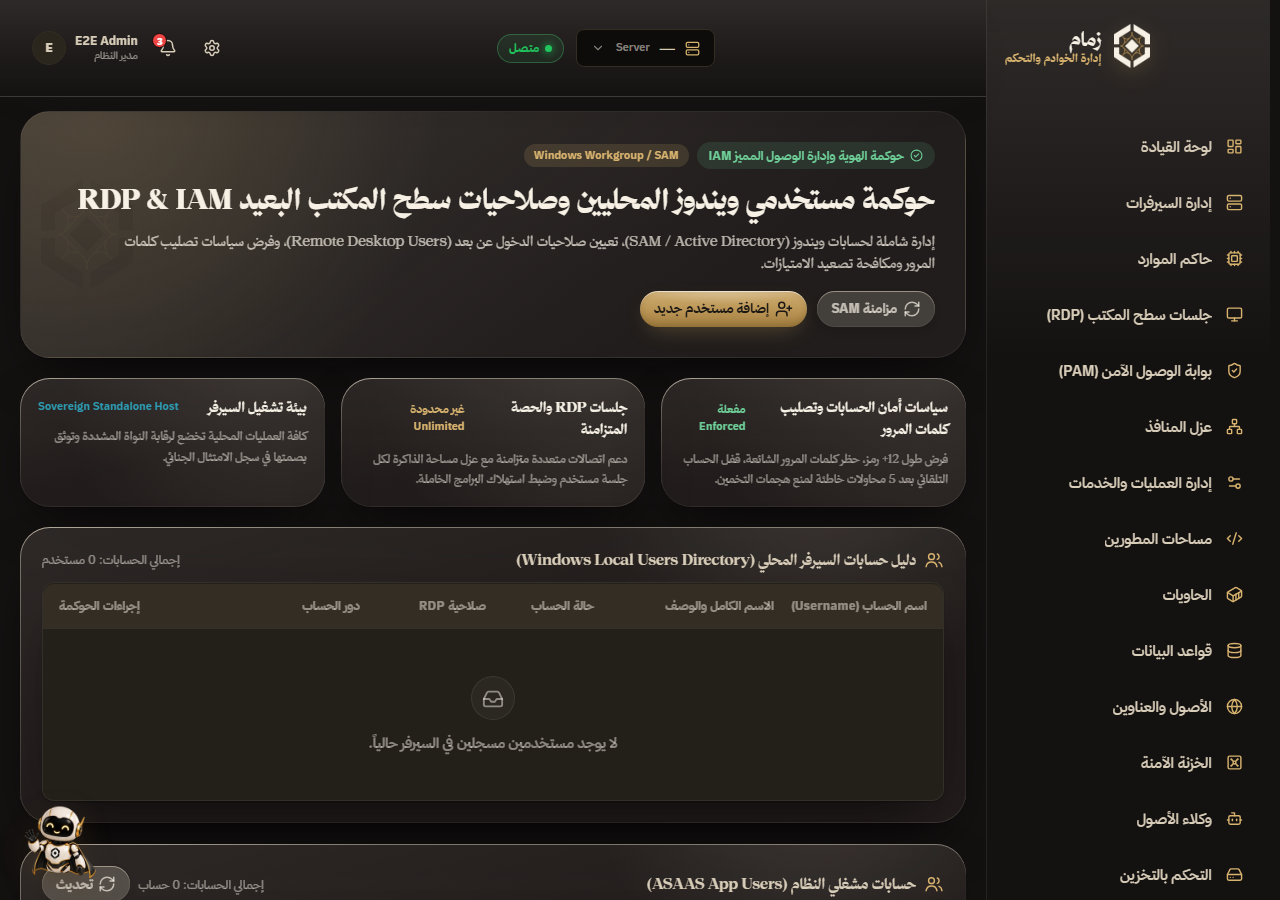 زمام
إدارة الخوادم والتحكم
Server —
متصل
3
E2E Admin
مدير النظام
E
لوحة القيادة
إدارة السيرفرات
حاكم الموارد
جلسات سطح المكتب (RDP)
بوابة الوصول الآمن (PAM)
عزل المنافذ
إدارة العمليات والخدمات
مساحات المطورين
الحاويات
قواعد البيانات
الأصول والعناوين
الخزنة الآمنة
وكلاء الأصول
التحكم بالتخزين
حوكمة الهوية وإدارة الوصول المميز IAM
Windows Workgroup / SAM
حوكمة مستخدمي ويندوز المحليين وصلاحيات سطح المكتب البعيد RDP & IAM
إدارة شاملة لحسابات ويندوز (SAM / Active Directory)، تعيين صلاحيات الدخول عن بعد (Remote Desktop Users)، وفرض سياسات تصليب كلمات
المرور ومكافحة تصعيد الامتيازات.
مزامنة SAM
إضافة مستخدم جديد
سياسات أمان الحسابات وتصليب
كلمات المرور
مفعلة
Enforced
فرض طول 12+ رمز، حظر كلمات المرور الشائعة، قفل الحساب
التلقائي بعد 5 محاولات خاطئة لمنع هجمات التخمين.
جلسات RDP والحصة
المتزامنة
غير محدودة
Unlimited
دعم اتصالات متعددة متزامنة مع عزل مساحة الذاكرة لكل
جلسة مستخدم وضبط استهلاك البرامج الخاملة.
بيئة تشغيل السيرفر
Sovereign Standalone Host
كافة العمليات المحلية تخضع لرقابة النواة المشددة وتوثق
بصمتها في سجل الامتثال الجنائي.
دليل حسابات السيرفر المحلي (Windows Local Users Directory)
إجمالي الحسابات: 0 مستخدم
اسم الحساب (Username)
الاسم الكامل والوصف
حالة الحساب
صلاحية RDP
دور الحساب
إجراءات الحوكمة
لا يوجد مستخدمين مسجلين في السيرفر حالياً.
حسابات مشغلي النظام (ASAAS App Users)
إجمالي الحسابات: 0 حساب
تحديث